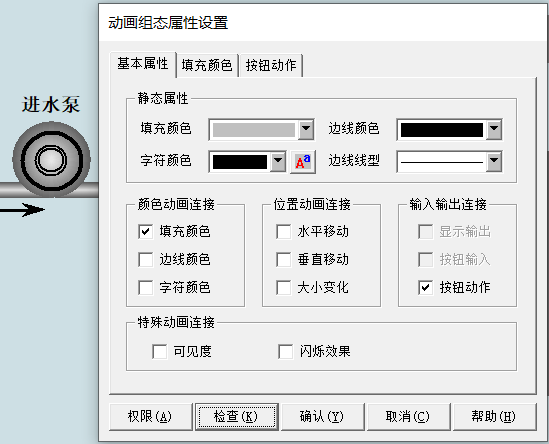 动画组态属性设置
基本属性 填充颜色 按钮动作
进水泵
静态属性
填充颜色 边线颜色
字符颜色 Aa 边线线型
颜色动画连接 位置动画连接 输入输出连接
填充颜色 水平移动 显示输出
边线颜色 垂直移动 按钮输入
字符颜色 大小变化 按钮动作
特殊动画连接
可见度 闪烁效果
权限(A) 检查(K) 确认(Y) 取消(C) 帮助(H)